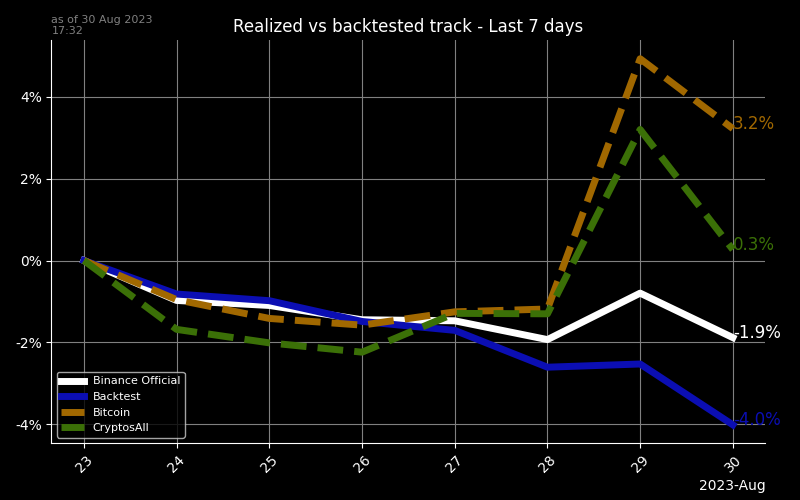 as of 30 Aug 2023
17:32
Realized vs backtested track - Last 7 days
4%
2%
0%
-2%
-4%
3.2%
0.3%
-1.9%
-4.0%
Binance Official
Backtest
Bitcoin
CryptosAll
23
24
25
26
27
28
29
30
2023-Aug